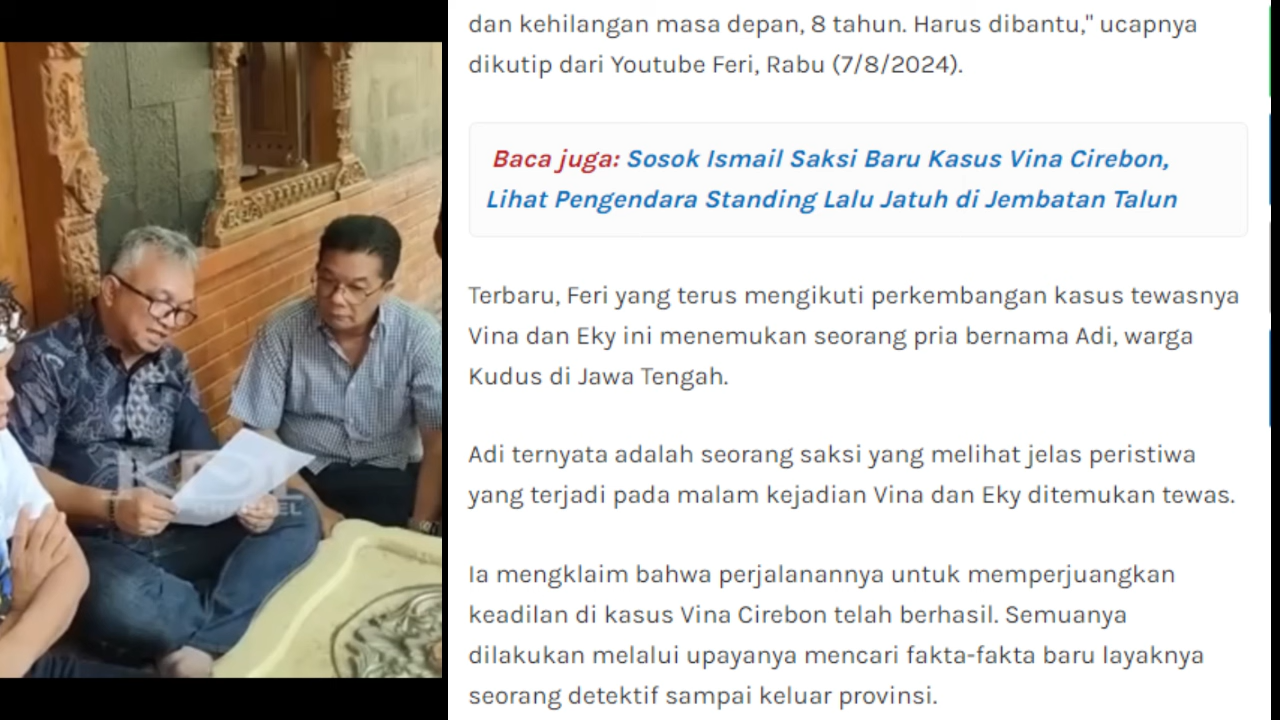 dan kehilangan masa depan, 8 tahun. Harus dibantu," ucapnya
dikutip dari Youtube Feri, Rabu (7/8/2024).
Baca juga: Sosok Ismail Saksi Baru Kasus Vina Cirebon,
Lihat Pengendara Standing Lalu Jatuh di Jembatan Talun
Terbaru, Feri yang terus mengikuti perkembangan kasus tewasnya
Vina dan Eky ini menemukan seorang pria bernama Adi, warga
Kudus di Jawa Tengah.
Adi ternyata adalah seorang saksi yang melihat jelas peristiwa
yang terjadi pada malam kejadian Vina dan Eky ditemukan tewas.
Ia mengklaim bahwa perjalanannya untuk memperjuangkan
keadilan di kasus Vina Cirebon telah berhasil. Semuanya
dilakukan melalui upayanya mencari fakta-fakta baru layaknya
seorang detektif sampai keluar provinsi.